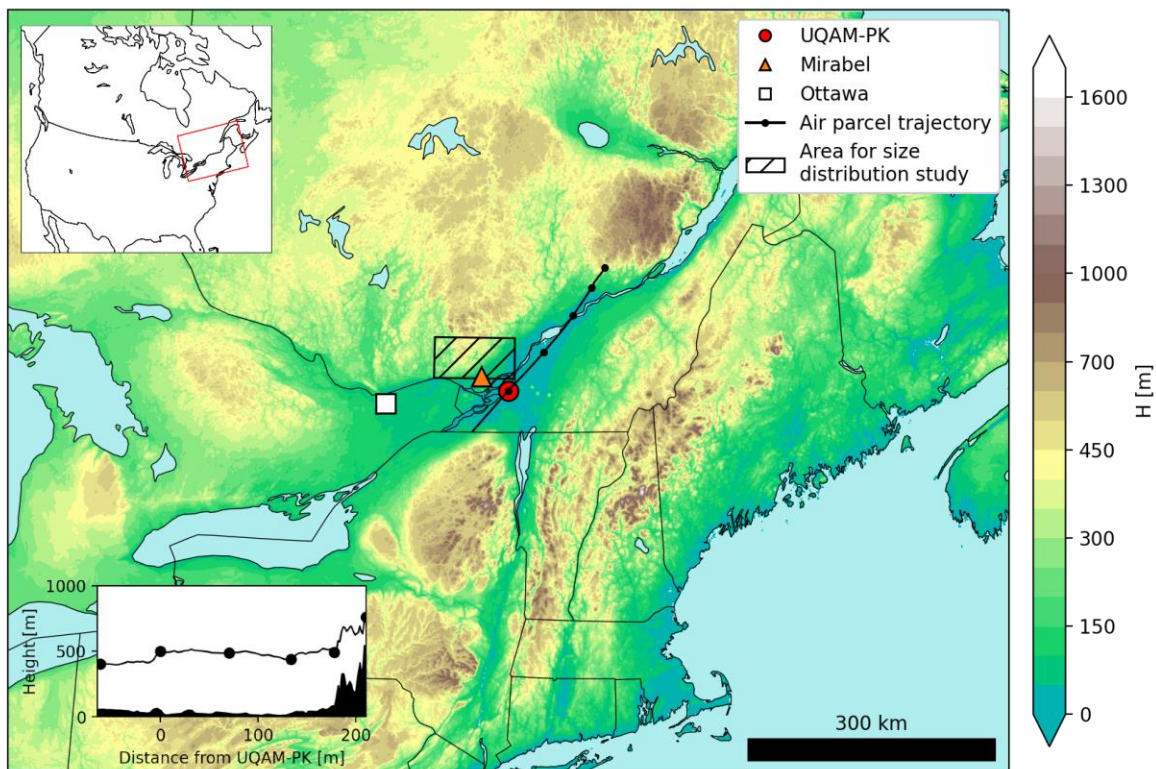 UQAM-PK
Mirabel
Ottawa
Air parcel trajectory
Area for size
distribution study
1600
1300
1000
700
450
300
150
0
H [m]
1000
500
0
Height [m]
0
100
200
Distance from UQAM-PK [m]
300 km